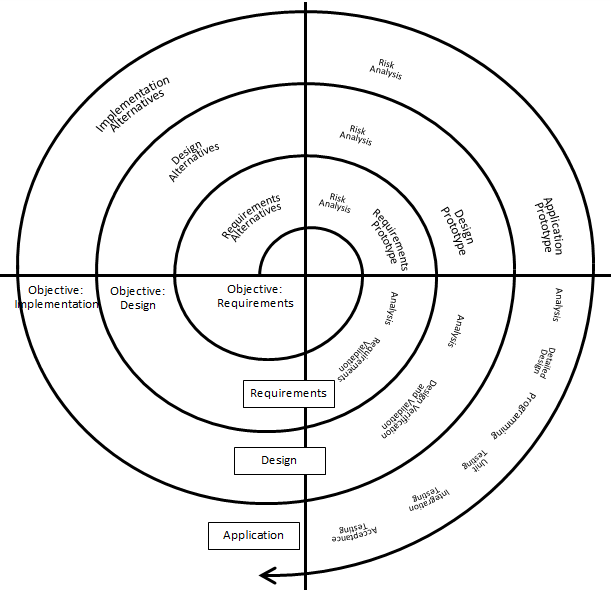 Implementation
Alternatives
Risk
Analysis
Design
Alternatives
Risk
Analysis
Requirements
Alternatives
Risk
Analysis
Requirements
Prototype
Design
Prototype
Application
Prototype
Objective:
Implementation
Objective:
Design
Objective:
Requirements
Analysis
Requirements
Validation
Analysis
Design Verification
and Validation
Analysis
Detailed
Design
Programming
Unit
Testing
Integration
Testing
Acceptance
Testing
Requirements
Design
Application